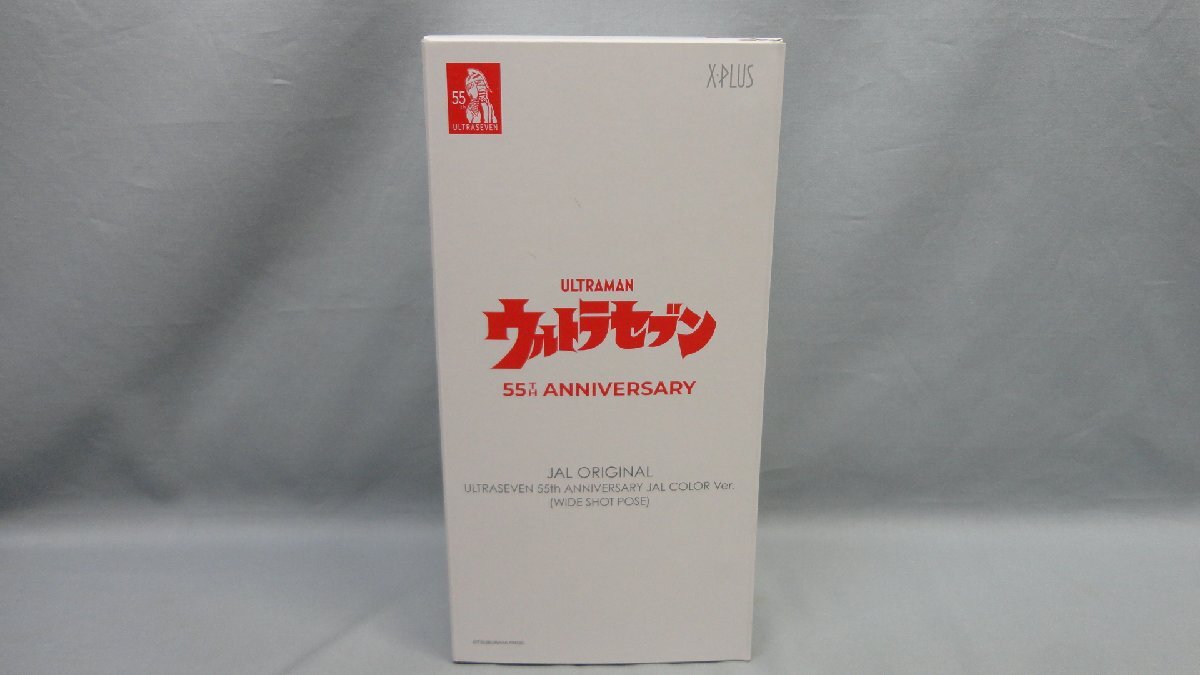 55TH
ULTRASEVEN
X·PLUS
ULTRAMAN
ウルトラセブン
55TH ANNIVERSARY
JAL ORIGINAL
ULTRASEVEN 55th ANNIVERSARY JAL COLOR Ver.
(WIDE SHOT POSE)